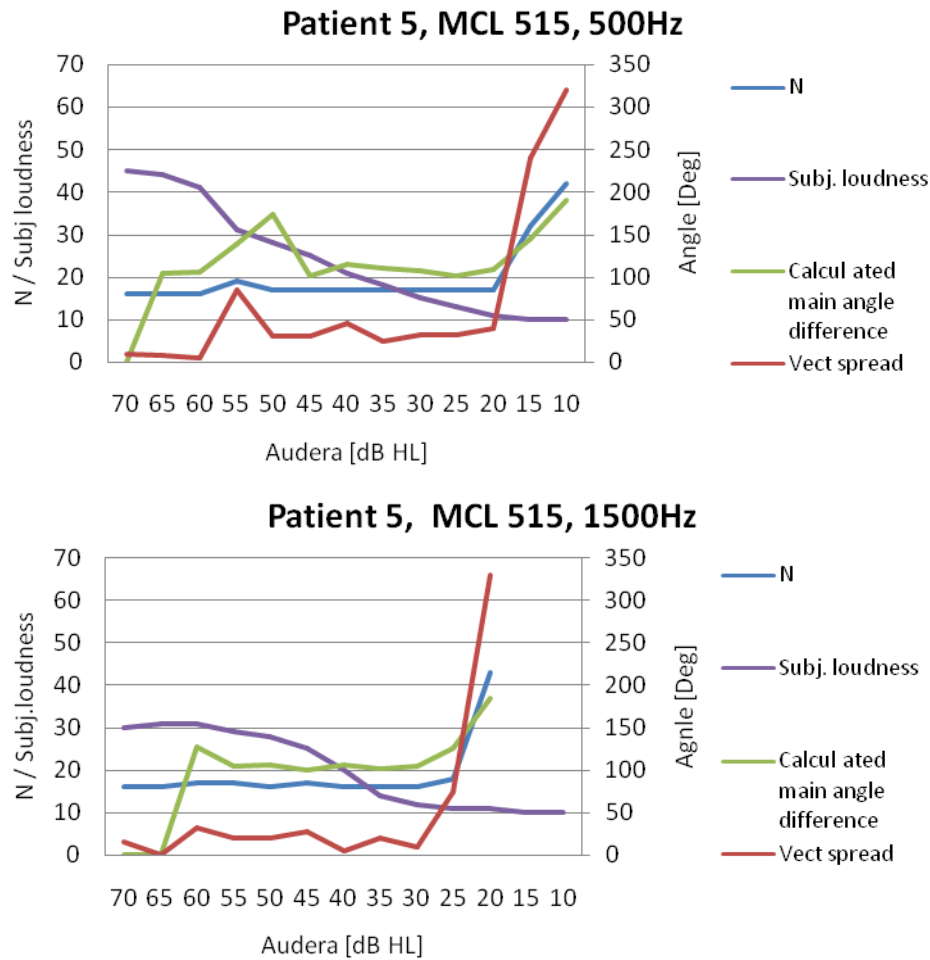 Patient 5, MCL 515, 500Hz
70
60
50
40
30
20
10
0
N / Subj loudness
350
300
250
200
150
100
50
0
Angle [Deg]
70 65 60 55 50 45 40 35 30 25 20 15 10
Audera [dB HL]
N
Subj. loudness
Calcul ated
main angle
difference
Vect spread
Patient 5, MCL 515, 1500Hz
70
60
50
40
30
20
10
0
N / Subj.loudness
350
300
250
200
150
100
50
0
Agnle [Deg]
70 65 60 55 50 45 40 35 30 25 20 15 10
Audera [dB HL]
N
Subj. loudness
Calcul ated
main angle
difference
Vect spread